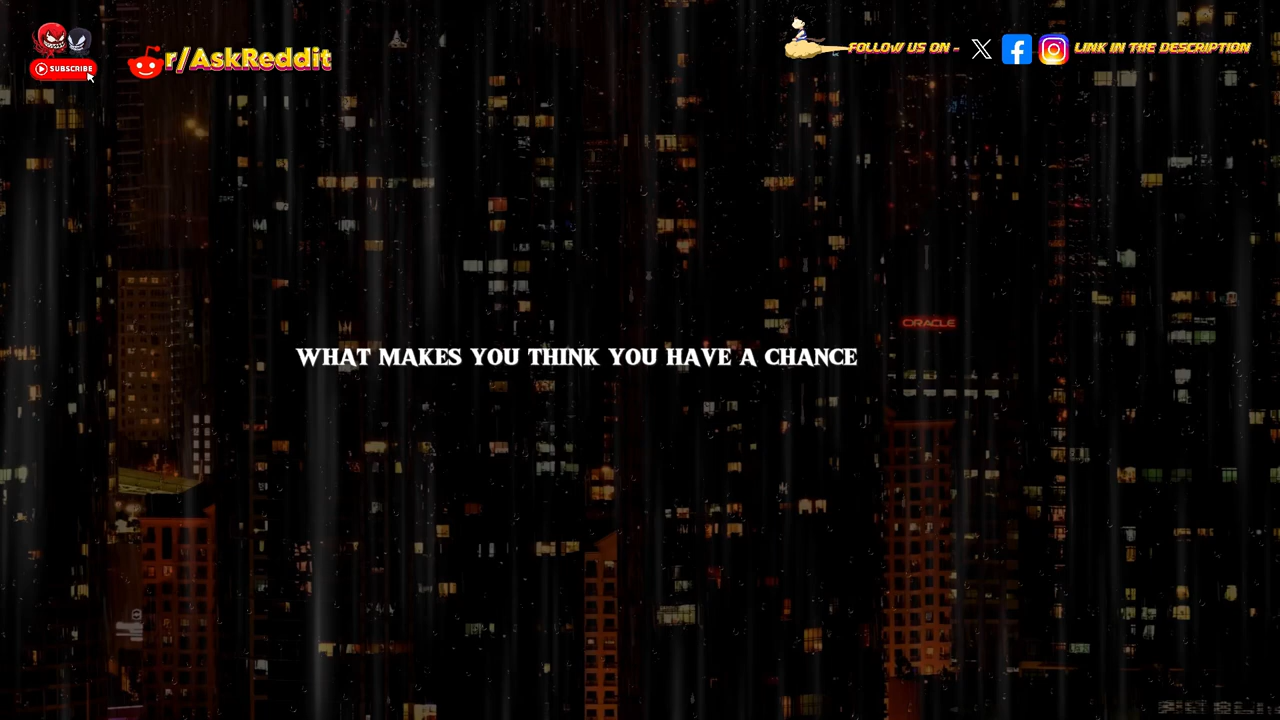 SUBSCRIBE
r/AskReddit
FOLLOW US ON -
LINK IN THE DESCRIPTION
ORACLE
WHAT MAKES YOU THINK YOU HAVE A CHANCE